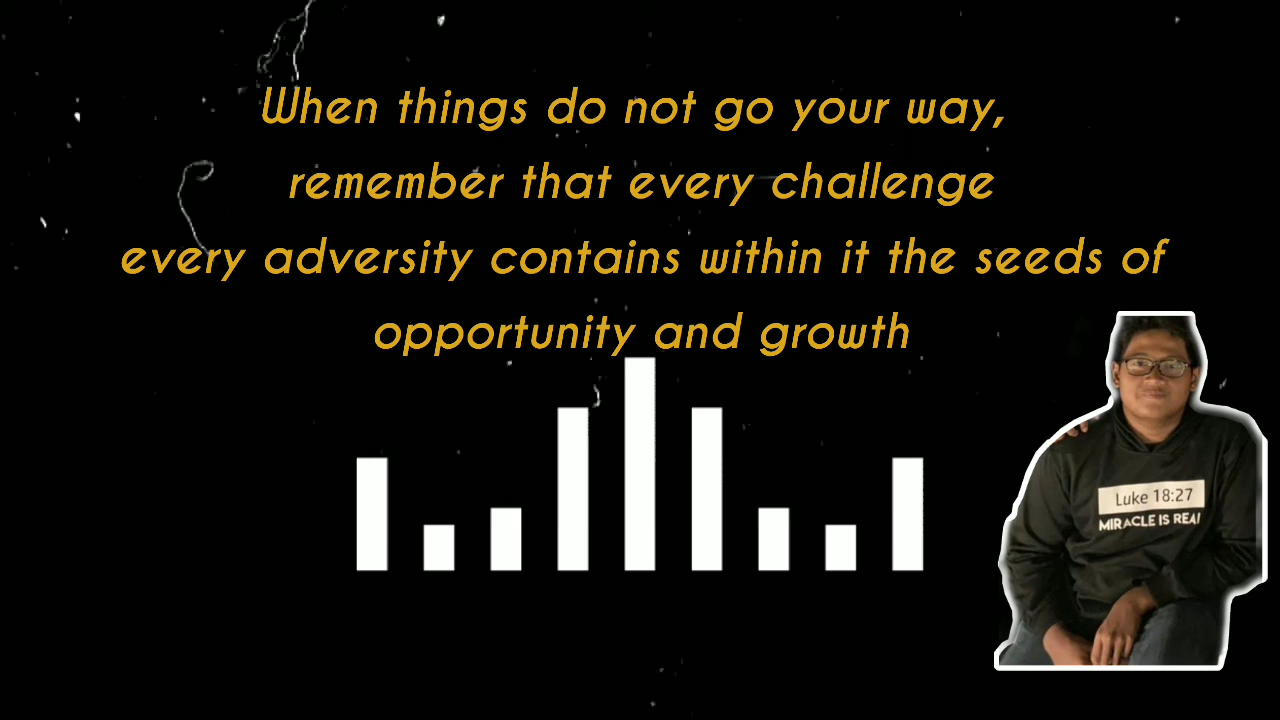 When things do not go your way,
remember that every challenge
every adversity contains within it the seeds of
opportunity and growth
Luke 18:27
MIRACLE IS REAL